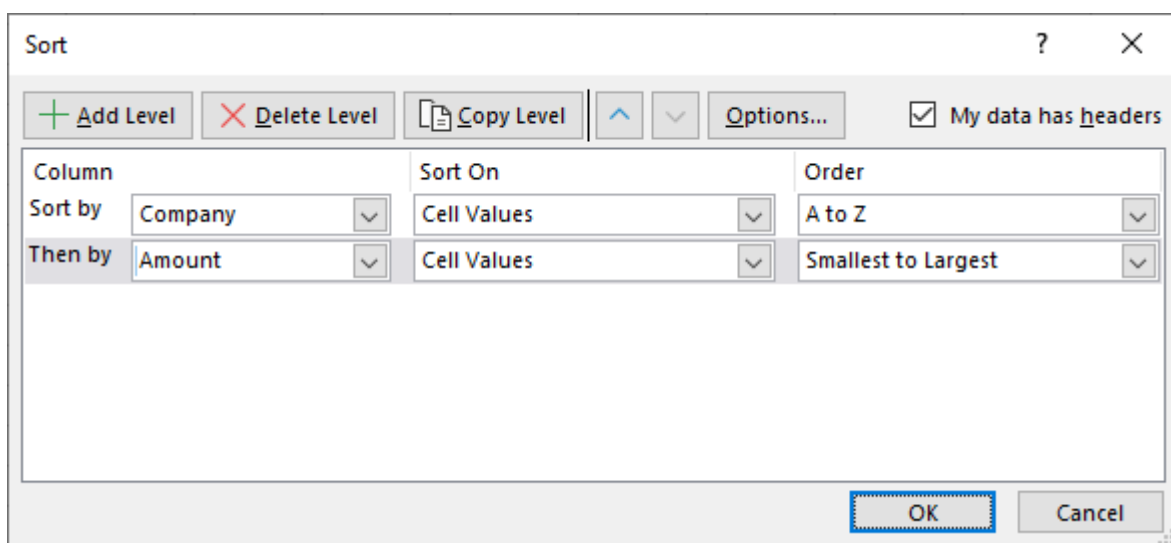 Sort ?
Add Level Delete Level Copy Level Options... My data has headers
Column Sort On Order
Sort by Company Cell Values A to Z
Then by Amount Cell Values Smallest to Largest
OK Cancel